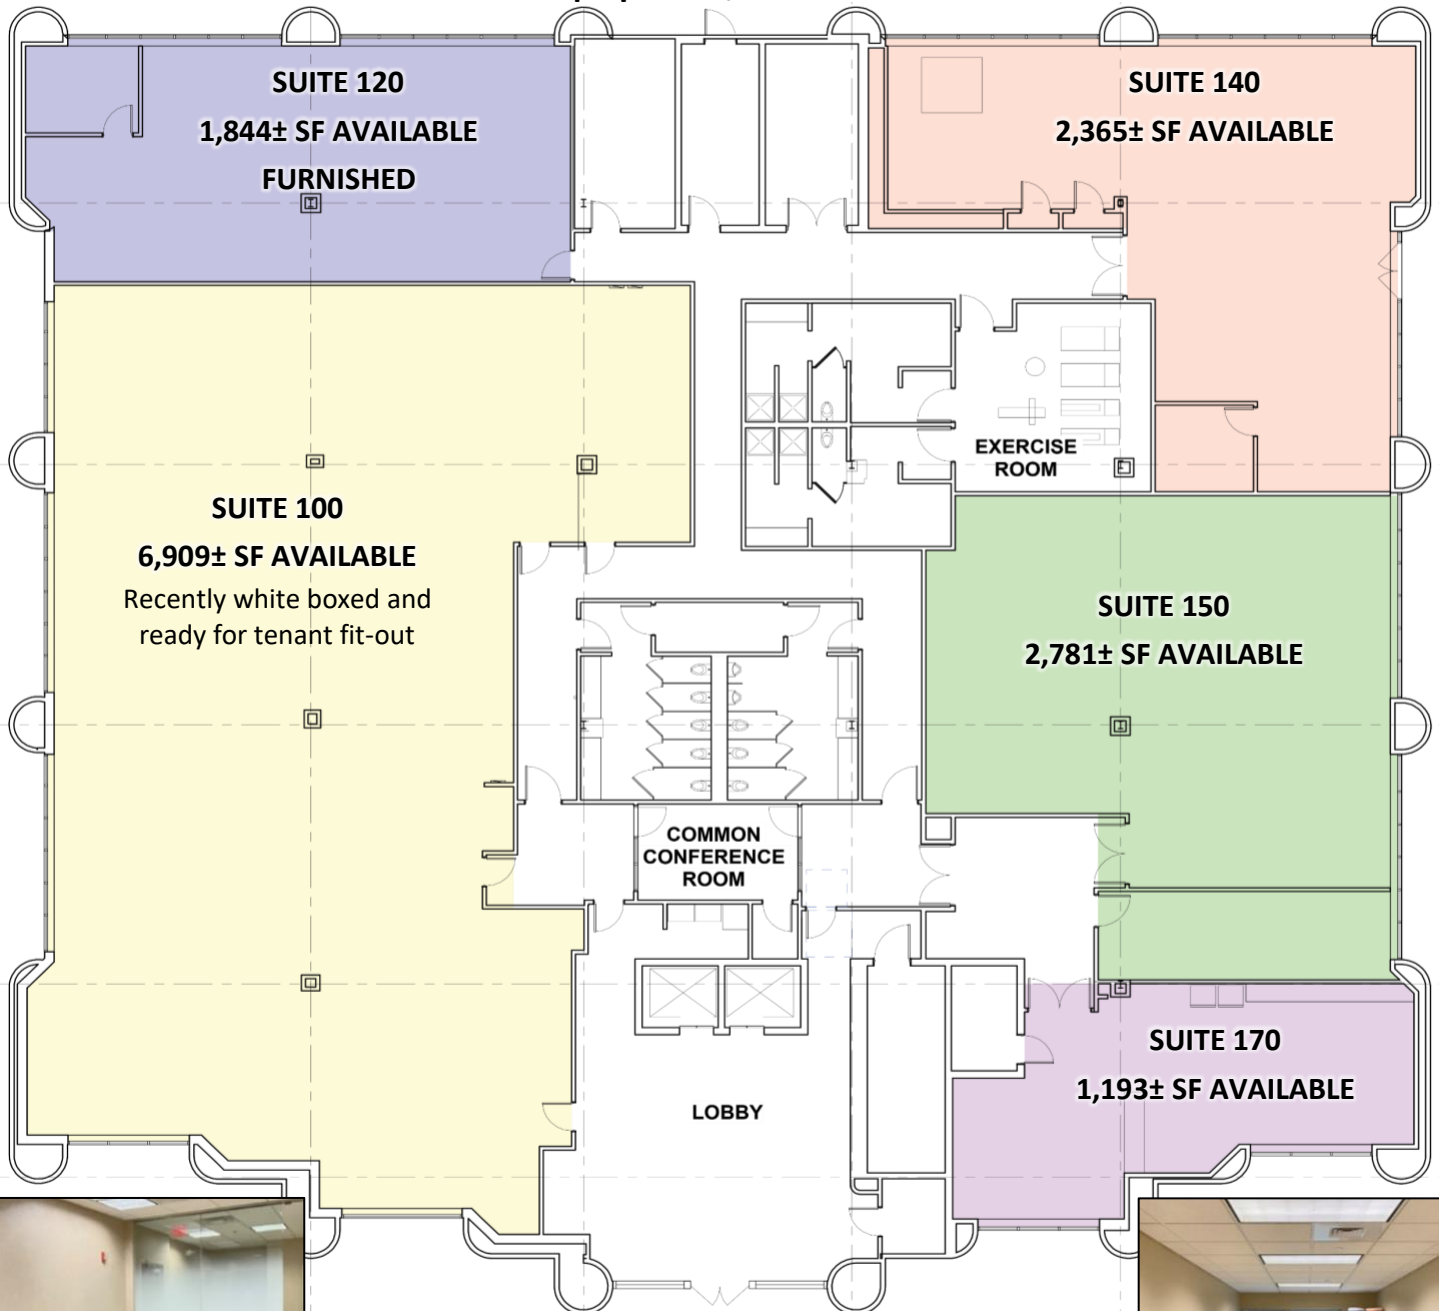 SUITE 120
1,844± SF AVAILABLE
FURNISHED
SUITE 140
2,365± SF AVAILABLE
EXERCISE
ROOM
SUITE 100
6,909± SF AVAILABLE
Recently white boxed and
ready for tenant fit-out
SUITE 150
2,781± SF AVAILABLE
COMMON
CONFERENCE
ROOM
SUITE 170
1,193± SF AVAILABLE
LOBBY